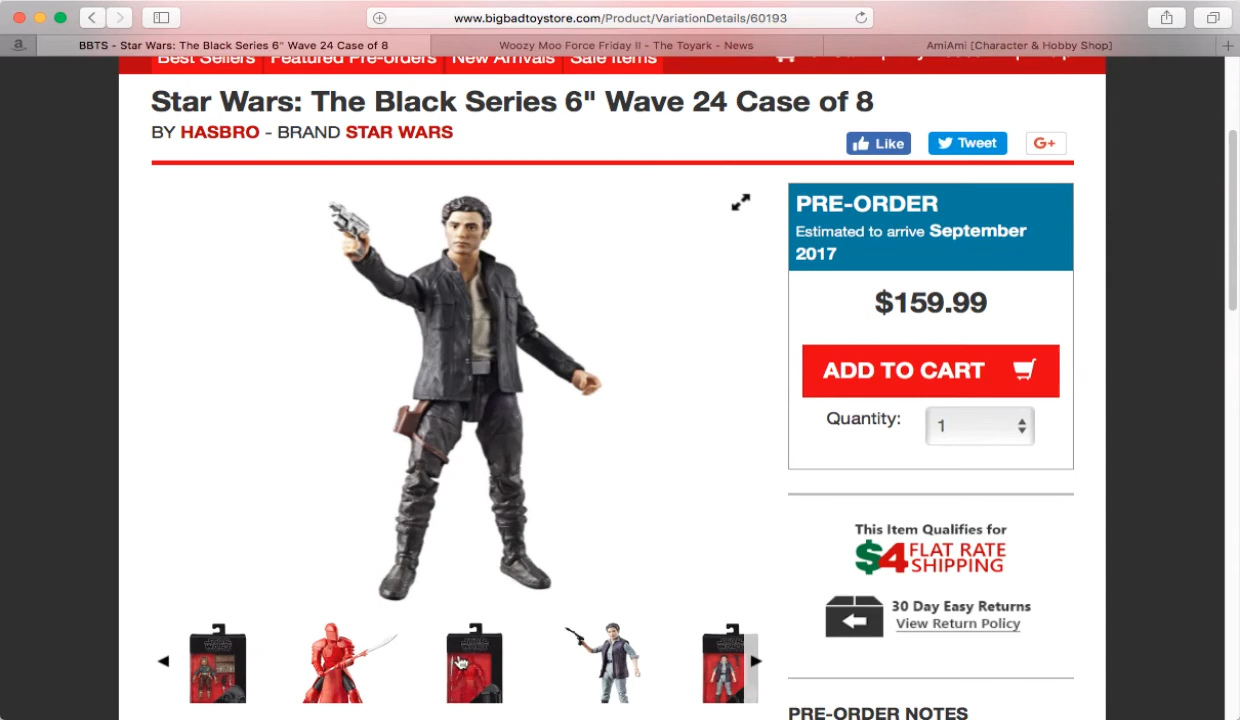 www.bigbadtoystore.com/Product/VariationDetails/60193
a
BBTS - Star Wars: The Black Series 6" Wave 24 Case of 8
Woozy Moo Force Friday II - The Toyark - News
AmiAmi [Character & Hobby Shop]
Best Sellers Featured Pre-orders New Arrivals Sale Items
Star Wars: The Black Series 6" Wave 24 Case of 8
BY HASBRO - BRAND STAR WARS
Like Tweet G+
PRE-ORDER
Estimated to arrive September
2017
$159.99
ADD TO CART
Quantity: 1
This Item Qualifies for
$4 FLAT RATE
SHIPPING
30 Day Easy Returns
View Return Policy
PRE-ORDER NOTES